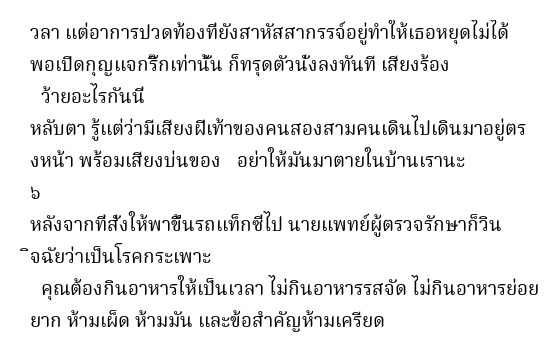 วลา แต่อาการปวดท้องที่ยังสาหัสสากรรจ์อยู่ทำให้เธอหยุดไม่ได้
พอเปิดกุญแจกริ๊กเท่านั้น ก็ทรุดตัวนั่งลงทันที เสียงร้อง
ว้ายอะไรกันนี่
หลับตา รู้แต่ว่ามีเสียงฝีเท้าของคนสองสามคนเดินไปเดินมาอยู่ตร
งหน้า พร้อมเสียงบ่นของ อย่าให้มันมาตายในบ้านเรานะ
๖
หลังจากที่สั่งให้พาขึ้นรถแท็กซี่ไป นายแพทย์ผู้ตรวจรักษาก็วิน
ิจฉัยว่าเป็นโรคกระเพาะ
คุณต้องกินอาหารให้เป็นเวลา ไม่กินอาหารรสจัด ไม่กินอาหารย่อย
ยาก ห้ามเผ็ด ห้ามมัน และข้อสำคัญห้ามเครียด